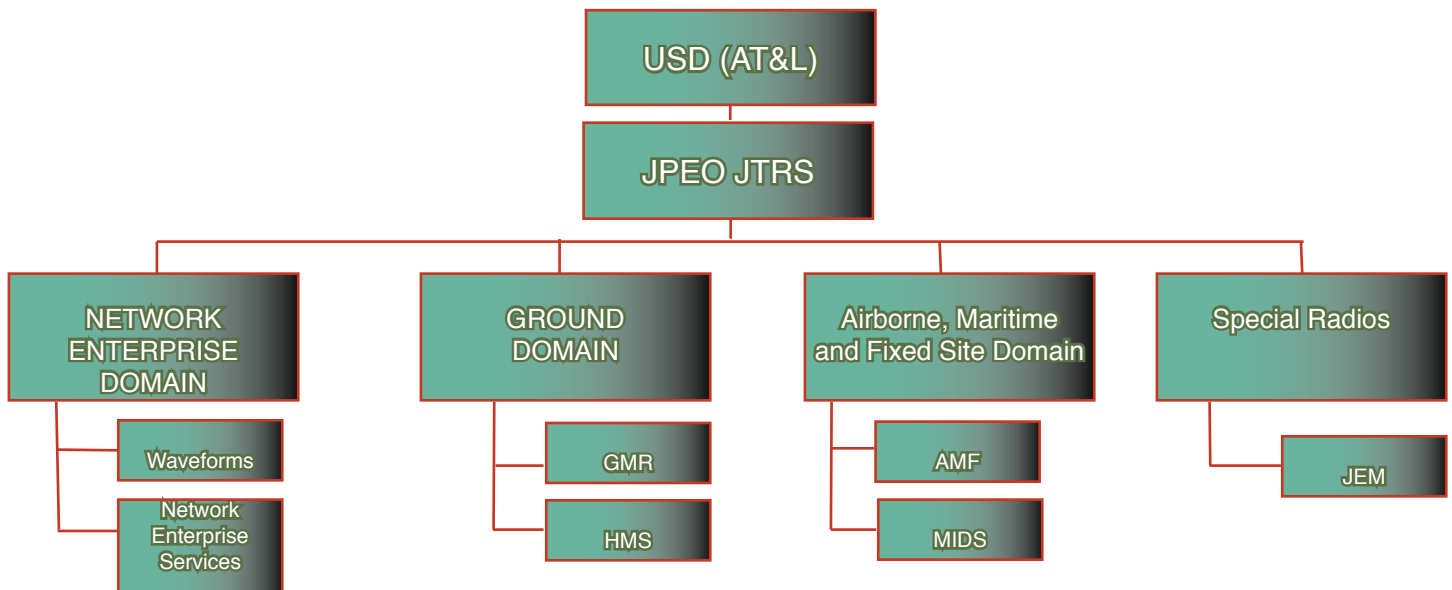 USD (AT&L)
JPEO JTRS
NETWORK
ENTERPRISE
DOMAIN
Waveforms
Network
Enterprise
Services
GROUND
DOMAIN
GMR
HMS
Airborne, Maritime
and Fixed Site Domain
AMF
MIDS
Special Radios
JEM